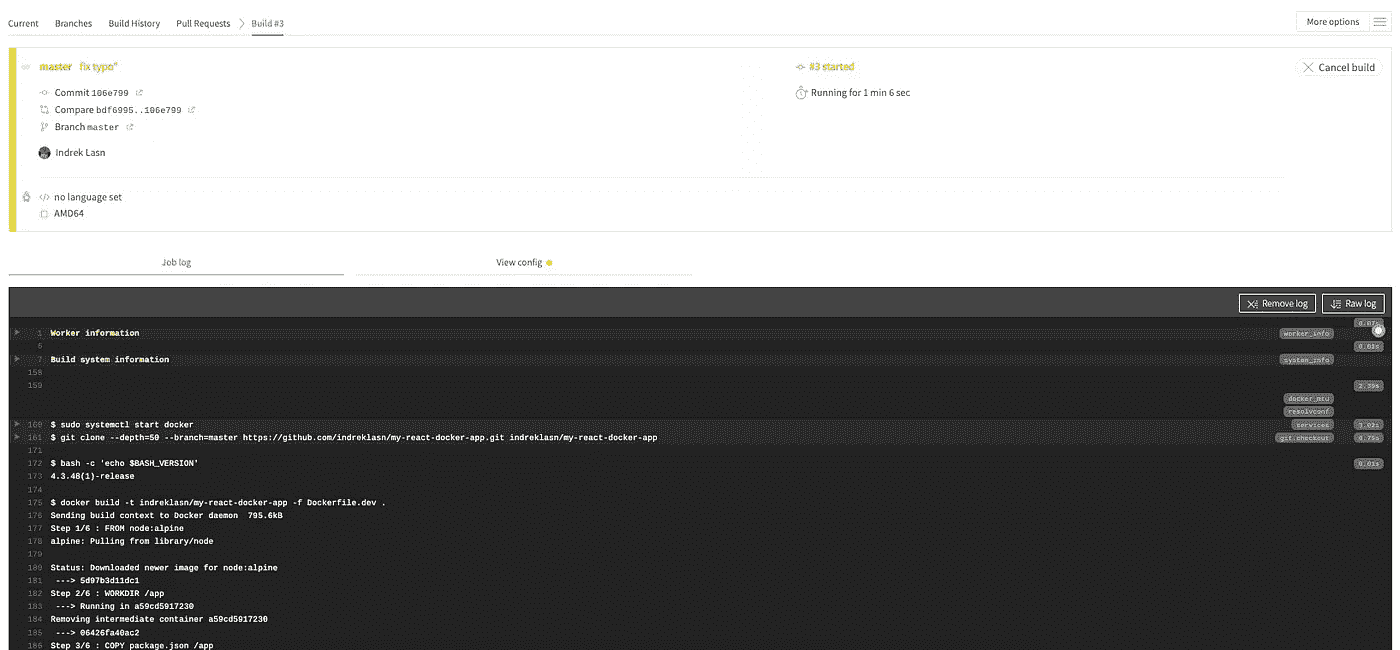 Current Branches Build History Pull Requests Build #3 More options
master fix typo"
#3 started
Cancel build
Commit 106e799
Running for 1 min 6 sec
Compare bdf6995..106e799
Branch master
Indrek Lasn
no language set
AMD64
Job log View config
Remove log Raw log
1 Worker information worker_info
6 0.01s
7 Build system information system_info
158
159
docker_mtu
resolvconf
160 $ sudo systemctl start docker services 3.02s
161 $ git clone --depth=50 --branch=master https://github.com/indreklasn/my-react-docker-app.git indreklasn/my-react-docker-app git.checkout 0.75s
171
172 $ bash -c 'echo $BASH_VERSION' 0.01s
173 4.3.48(1)-release
174
175 $ docker build -t indreklasn/my-react-docker-app -f Dockerfile.dev .
176 Sending build context to Docker daemon 795.6kB
177 Step 1/6 : FROM node:alpine
178 alpine: Pulling from library/node
179
180 Status: Downloaded newer image for node:alpine
181 ---> 5d97b3d11dc1
182 Step 2/6 : WORKDIR /app
183 ---> Running in a59cd5917230
184 Removing intermediate container a59cd5917230
185 ---> 06426fa40ac2
186 Step 3/6 : COPY package.json /app